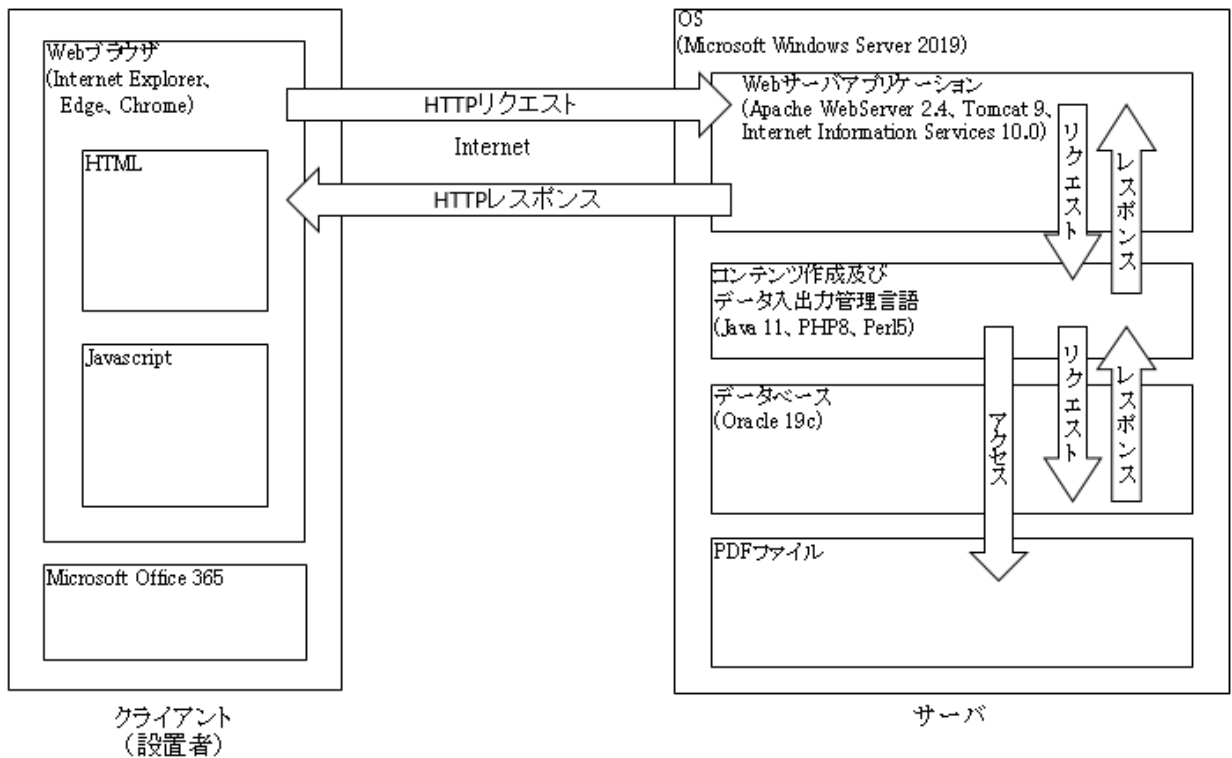 Webブラウザ
(Internet Explorer、
Edge、Chrome)
HTML
Javascript
Microsoft Office 365
クライアント
（設置者）
HTTPリクエスト
Internet
HTTPレスポンス
OS
(Microsoft Windows Server 2019)
Webサーバアプリケーション
(Apache WebServer 2.4、Tomcat 9、
Internet Information Services 10.0)
リクエスト
レスポンス
コンテンツ作成及び
データ入出力管理言語
(Java 11、PHP8、Perl5)
アクセス
リクエスト
レスポンス
データベース
(Oracle 19c)
PDFファイル
サーバ